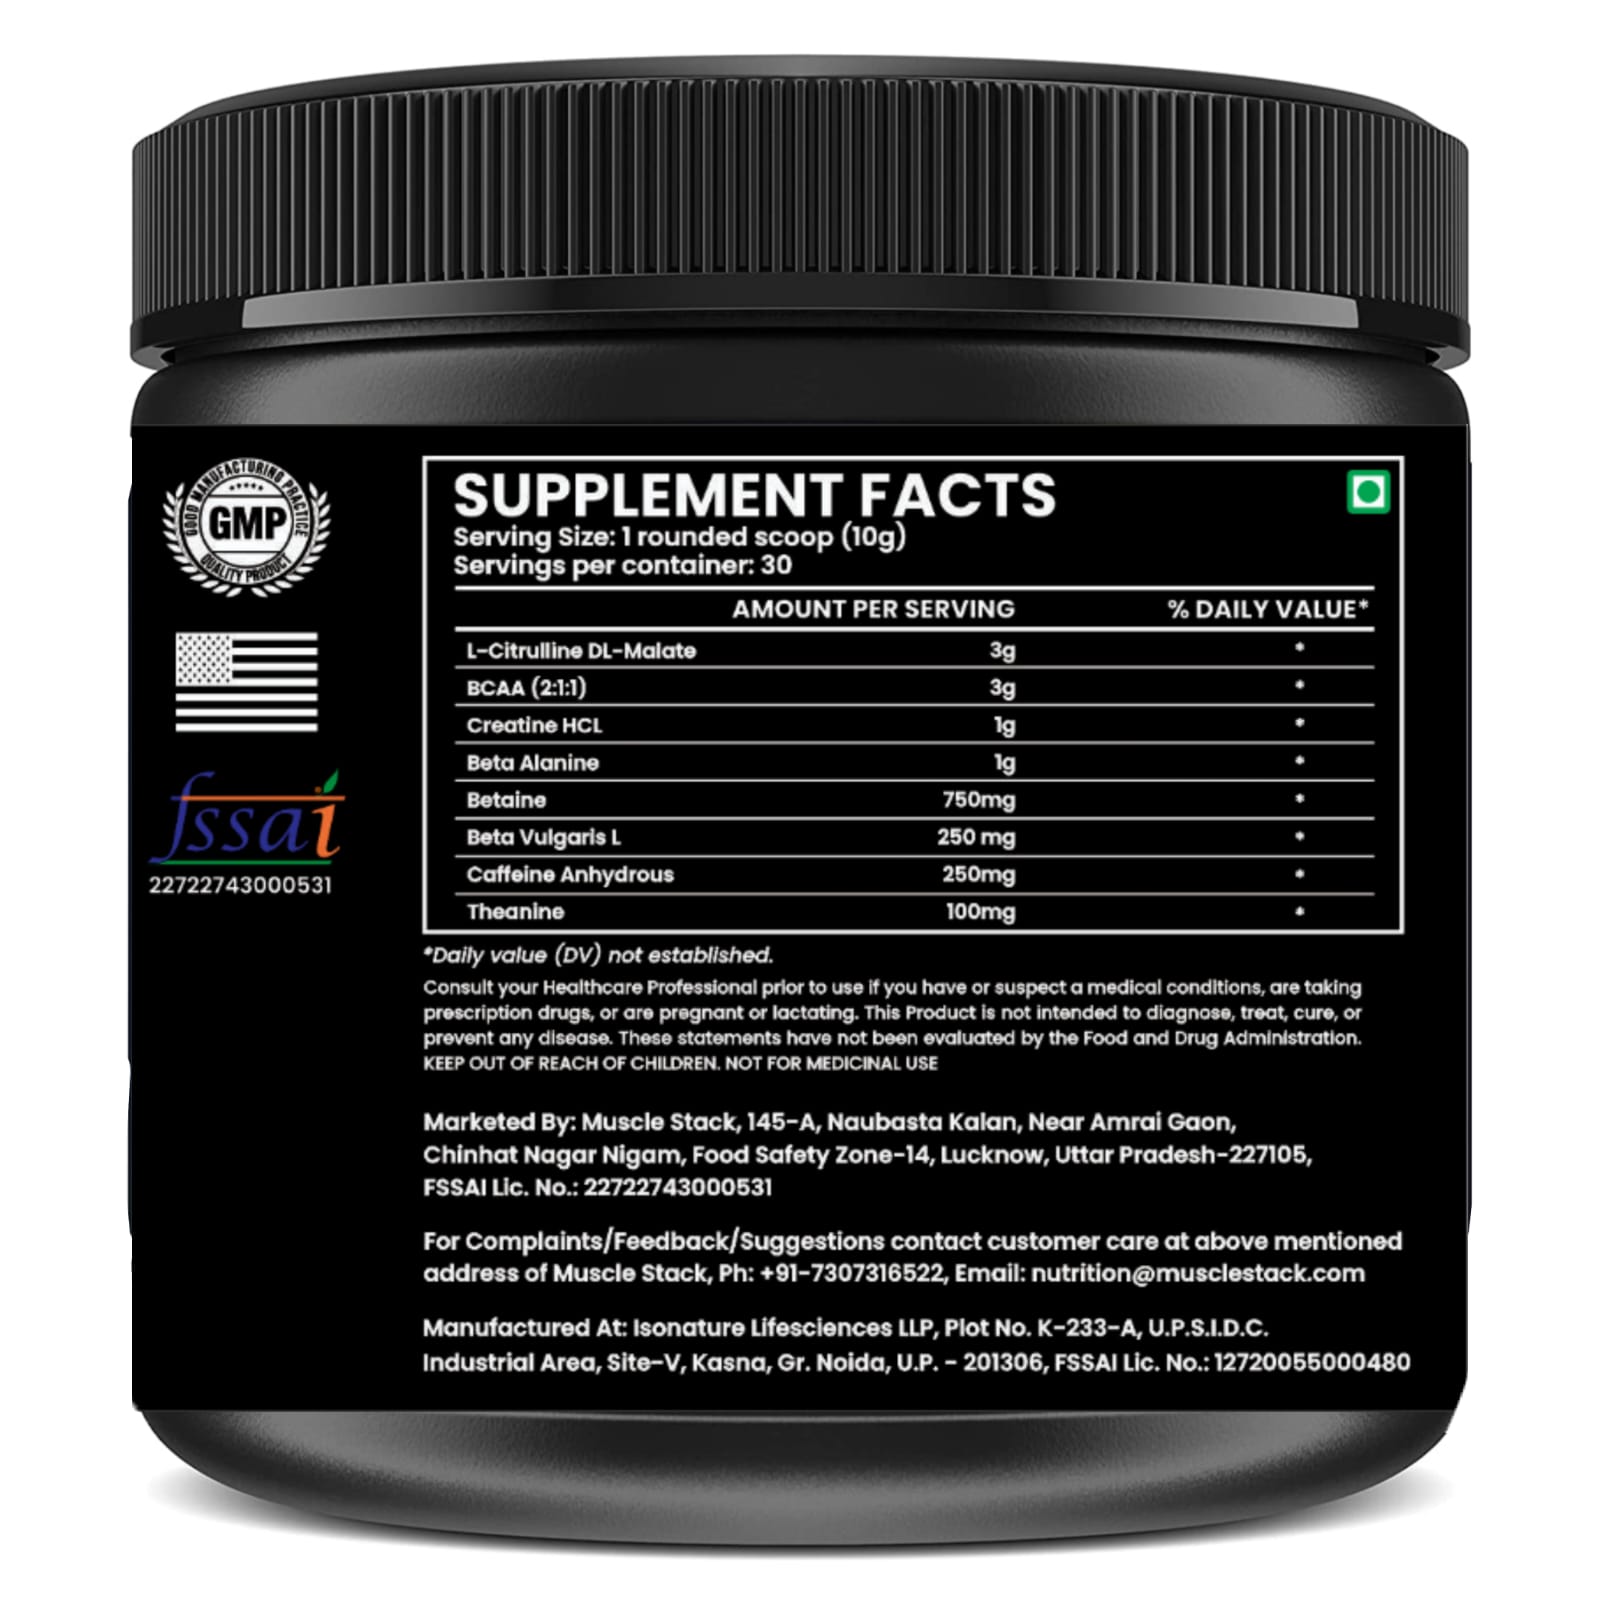 GOOD MANUFACTURING PRACTICE
GMP
QUALITY PRODUCT
fssai
22722743000531
SUPPLEMENT FACTS
Serving Size: 1 rounded scoop (10g)
Servings per container: 30
AMOUNT PER SERVING % DAILY VALUE*
L-Citrulline DL-Malate 3g *
BCAA (2:1:1) 3g *
Creatine HCL 1g *
Beta Alanine 1g *
Betaine 750mg *
Beta Vulgaris L 250 mg *
Caffeine Anhydrous 250mg *
Theanine 100mg *
*Daily value (DV) not established.
Consult your Healthcare Professional prior to use if you have or suspect a medical conditions, are taking
prescription drugs, or are pregnant or lactating. This Product is not intended to diagnose, treat, cure, or
prevent any disease. These statements have not been evaluated by the Food and Drug Administration.
KEEP OUT OF REACH OF CHILDREN. NOT FOR MEDICINAL USE
Marketed By: Muscle Stack, 145-A, Naubasta Kalan, Near Amrai Gaon,
Chinhat Nagar Nigam, Food Safety Zone-14, Lucknow, Uttar Pradesh-227105,
FSSAI Lic. No.: 22722743000531
For Complaints/Feedback/Suggestions contact customer care at above mentioned
address of Muscle Stack, Ph: +91-7307316522, Email: nutrition@musclestack.com
Manufactured At: Isonature Lifesciences LLP, Plot No. K-233-A, U.P.S.I.D.C.
Industrial Area, Site-V, Kasna, Gr. Noida, U.P. - 201306, FSSAI Lic. No.: 12720055000480